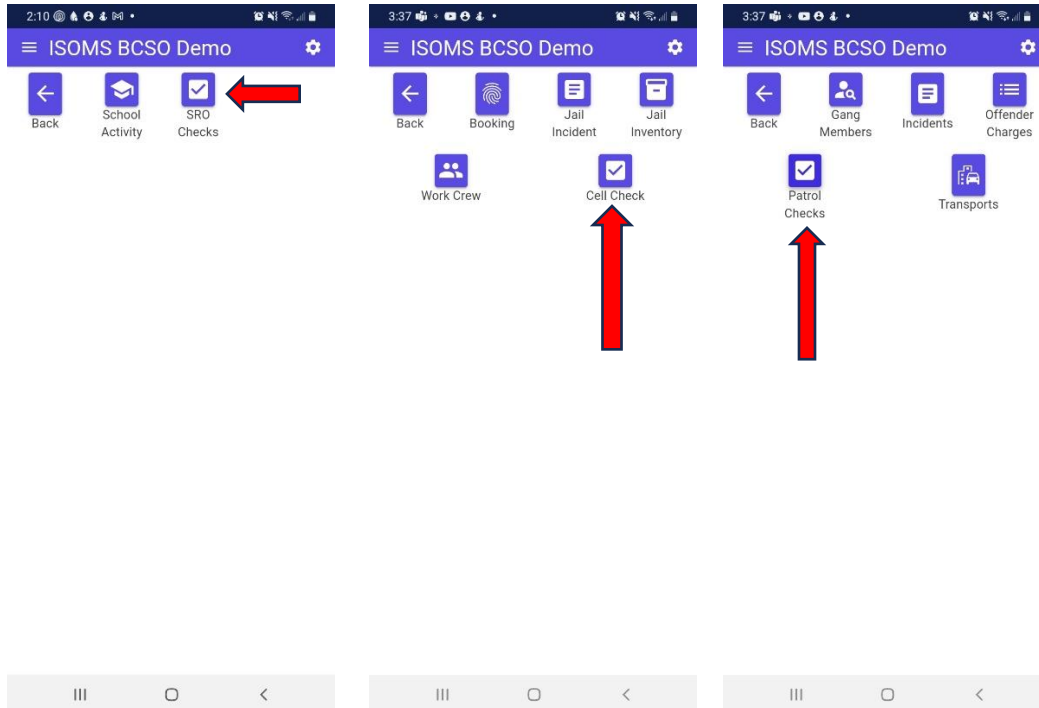 2:10
ISOMS BCSO Demo
Back
School
Activity
SRO
Checks
3:37
ISOMS BCSO Demo
Back
Booking
Jail
Incident
Jail
Inventory
Work Crew
Cell Check
3:37
ISOMS BCSO Demo
Back
Gang
Members
Incidents
Offender
Charges
Patrol
Checks
Transports